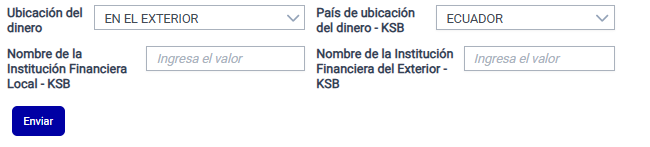 Ubicación del dinero
EN EL EXTERIOR
País de ubicación del dinero - KSB
ECUADOR
Nombre de la Institución Financiera Local - KSB
Ingresa el valor
Nombre de la Institución Financiera del Exterior - KSB
Ingresa el valor
Enviar